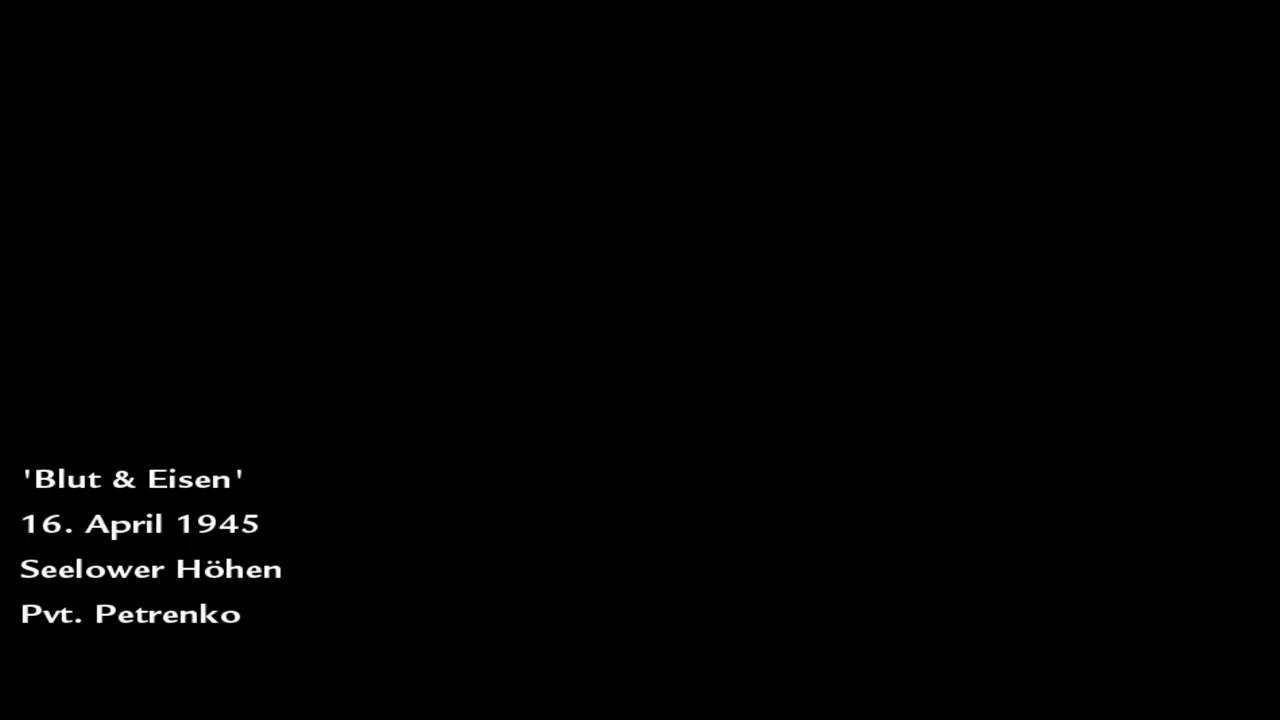 'Blut & Eisen'
16. April 1945
Seelower Höhen
Pvt. Petrenko